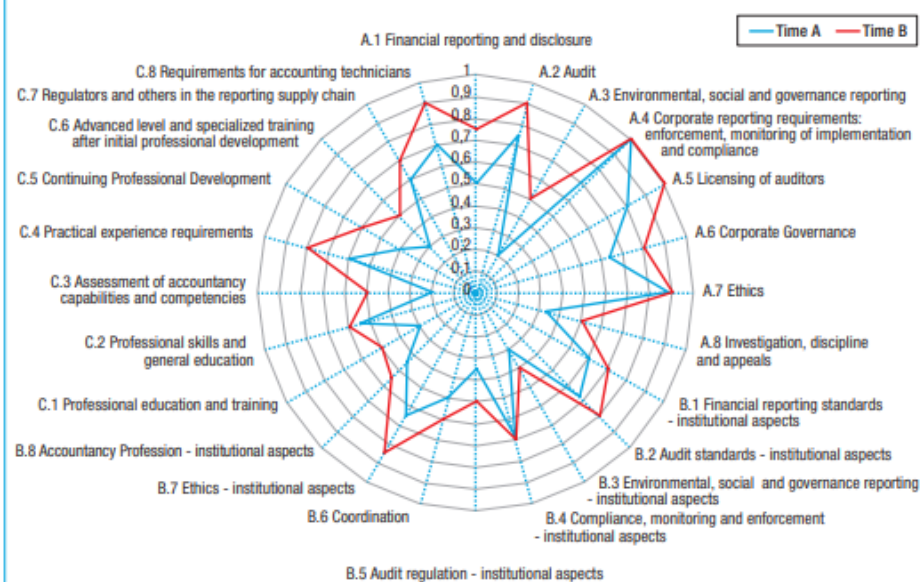 Time A
Time B
A.1 Financial reporting and disclosure
A.2 Audit
A.3 Environmental, social and governance reporting
A.4 Corporate reporting requirements:
enforcement, monitoring of implementation
and compliance
A.5 Licensing of auditors
A.6 Corporate Governance
A.7 Ethics
A.8 Investigation, discipline
and appeals
B.1 Financial reporting standards
- institutional aspects
B.2 Audit standards - institutional aspects
B.3 Environmental, social and governance reporting
- institutional aspects
B.4 Compliance, monitoring and enforcement
- institutional aspects
B.5 Audit regulation - institutional aspects
B.6 Coordination
B.7 Ethics - institutional aspects
B.8 Accountancy Profession - institutional aspects
C.1 Professional education and training
C.2 Professional skills and
general education
C.3 Assessment of accountancy
capabilities and competencies
C.4 Practical experience requirements
C.5 Continuing Professional Development
C.6 Advanced level and specialized training
after initial professional development
C.7 Regulators and others in the reporting supply chain
C.8 Requirements for accounting technicians
1
0,9
0,8
0,7
0,6
0,5
0,4
0,3
0,2
0,1
0